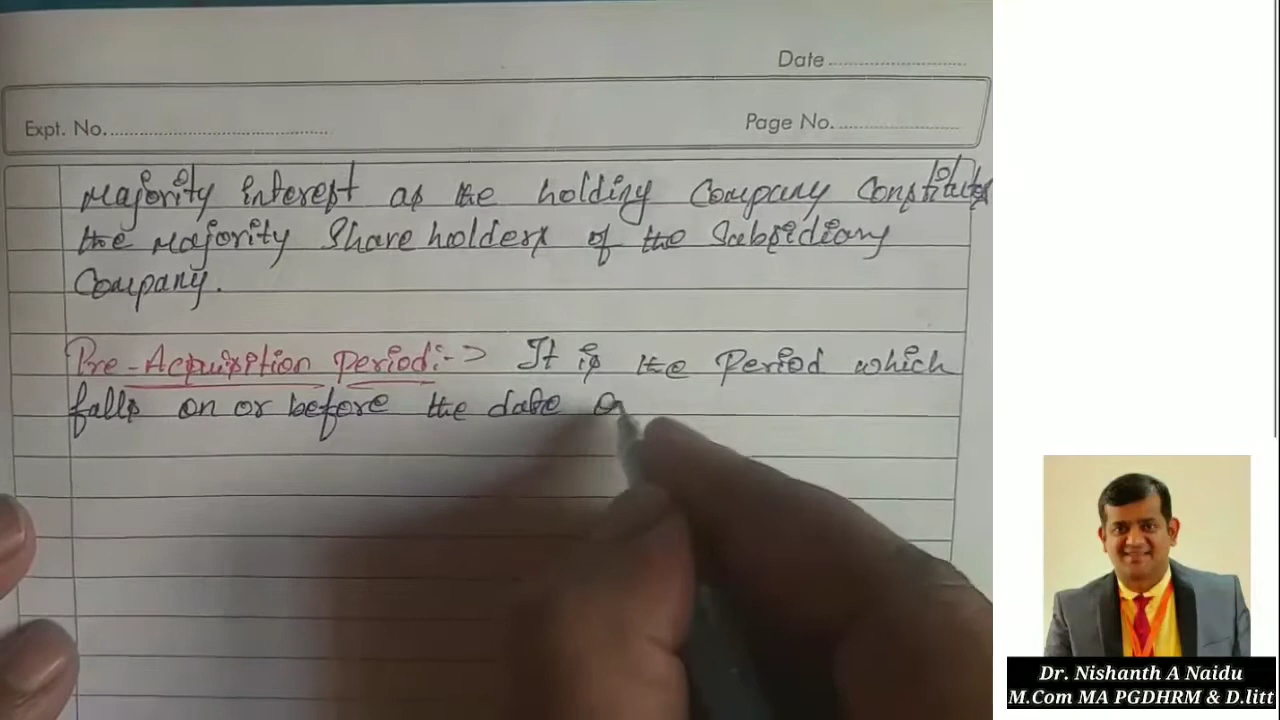 Date
Expt. No.
Page No.
Majority interest as the holding Company Constitutes
the Majority Shareholders of the Subsidiary
Company.
Pre-Acquisition period:-> It is the Period which
falls on or before the date o
Dr. Nishanth A Naidu
M.Com MA PGDHRM & D.litt